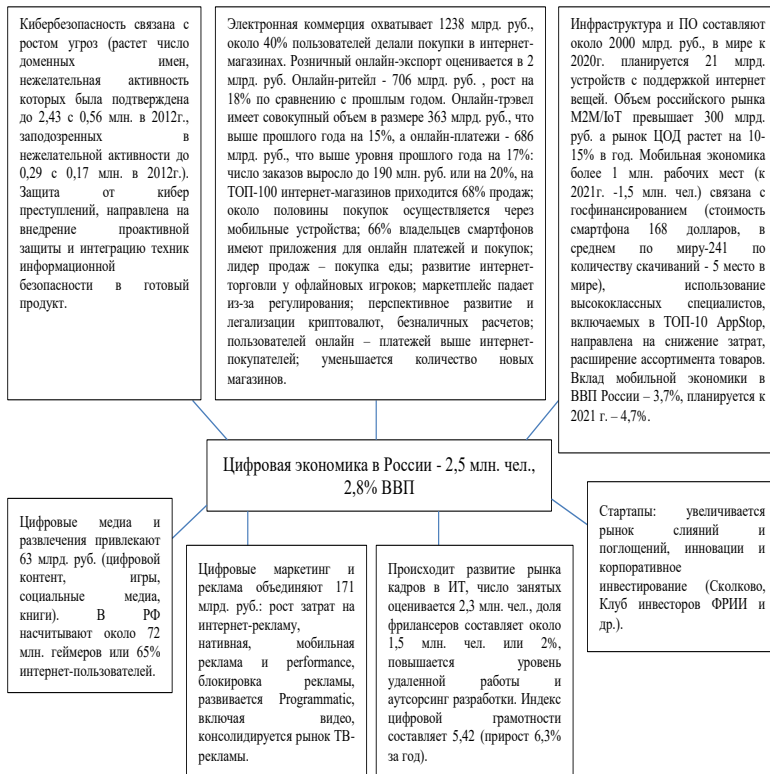 Кибербезопасность связана с
ростом угроз (растет число
доменных имен,
нежелательная активность
которых была подтверждена
до 2,43 с 0,56 млн. в 2012г.,
заподозренных в
нежелательной активности до
0,29 с 0,17 млн. в 2012г.).
Защита от кибер
преступлений, направлена на
внедрение проактивной
защиты и интеграцию техник
информационной
безопасности в готовый
продукт.
Электронная коммерция охватывает 1238 млрд. руб.,
около 40% пользователей делали покупки в интернет-
магазинах. Розничный онлайн-экспорт оценивается в 2
млрд. руб. Онлайн-ритейл - 706 млрд. руб. , рост на
18% по сравнению с прошлым годом. Онлайн-трэвел
имеет совокупный объем в размере 363 млрд. руб., что
выше прошлого года на 15%, а онлайн-платежи - 686
млрд. руб., что выше уровня прошлого года на 17%:
число заказов выросло до 190 млн. руб. или на 20%, на
ТОП-100 интернет-магазинов приходится 68% продаж;
около половины покупок осуществляется через
мобильные устройства; 66% владельцев смартфонов
имеют приложения для онлайн платежей и покупок;
лидер продаж – покупка еды; развитие интернет-
торговли у офлайновых игроков; маркетплейс падает
из-за регулирования; перспективное развитие и
легализации криптовалют, безналичных расчетов;
пользователей онлайн – платежей выше интернет-
покупателей; уменьшается количество новых
магазинов.
Инфраструктура и ПО составляют
около 2000 млрд. руб., в мире к
2020г. планируется 21 млрд.
устройств с поддержкой интернет
вещей. Объем российского рынка
M2M/IoT превышает 300 млрд.
руб. а рынок ЦОД растет на 10-
15% в год. Мобильная экономика
более 1 млн. рабочих мест (к
2021г. -1,5 млн. чел.) связана с
госфинансированием (стоимость
смартфона 168 долларов, в
среднем по миру-241 по
количеству скачиваний - 5 место в
мире), использование
высококлассных специалистов,
включаемых в ТОП-10 AppStop,
направлена на снижение затрат,
расширение ассортимента товаров.
Вклад мобильной экономики в
ВВП России – 3,7%, планируется к
2021 г. – 4,7%.
Цифровая экономика в России - 2,5 млн. чел.,
2,8% ВВП
Цифровые медиа и
развлечения привлекают
63 млрд. руб. (цифровой
контент, игры,
социальные медиа,
книги). В РФ
насчитывают около 72
млн. геймеров или 65%
интернет-пользователей.
Цифровые маркетинг и
реклама объединяют 171
млрд. руб.: рост затрат на
интернет-рекламу,
нативная, мобильная
реклама и performance,
блокировка рекламы,
развивается Programmatic,
включая видео,
консолидируется рынок ТВ-
рекламы.
Происходит развитие рынка
кадров в ИТ, число занятых
оценивается 2,3 млн. чел., доля
фрилансеров составляет около
1,5 млн. чел. или 2%,
повышается уровень
удаленной работы и
аутсорсинг разработки. Индекс
цифровой грамотности
составляет 5,42 (прирост 6,3%
за год).
Стартапы: увеличивается
рынок слияний и
поглощений, инновации и
корпоративное
инвестирование (Сколково,
Клуб инвесторов ФРИИ и
др.).